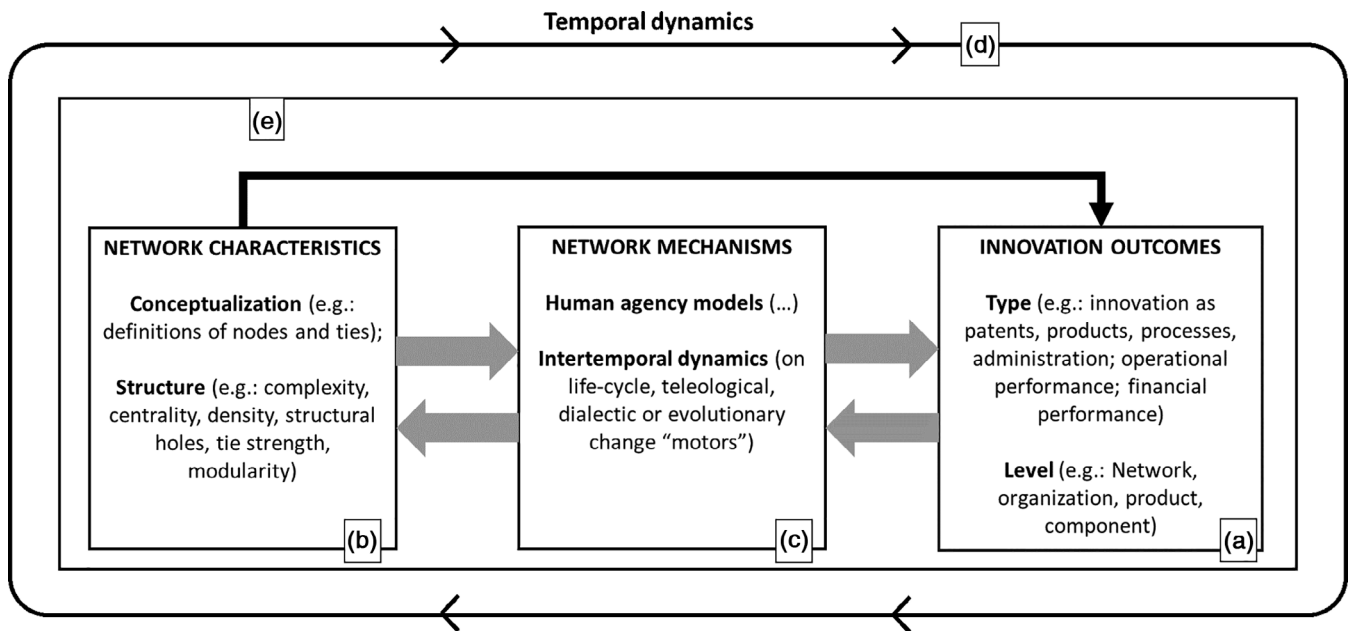 Temporal dynamics
(d)
(e)
NETWORK CHARACTERISTICS
Conceptualization (e.g.:
definitions of nodes and ties);
Structure (e.g.: complexity,
centrality, density, structural
holes, tie strength,
modularity)
(b)
NETWORK MECHANISMS
Human agency models (...)
Intertemporal dynamics (on
life-cycle, teleological,
dialectic or evolutionary
change “motors”)
(c)
INNOVATION OUTCOMES
Type (e.g.: innovation as
patents, products, processes,
administration; operational
performance; financial
performance)
Level (e.g.: Network,
organization, product,
component)
(a)